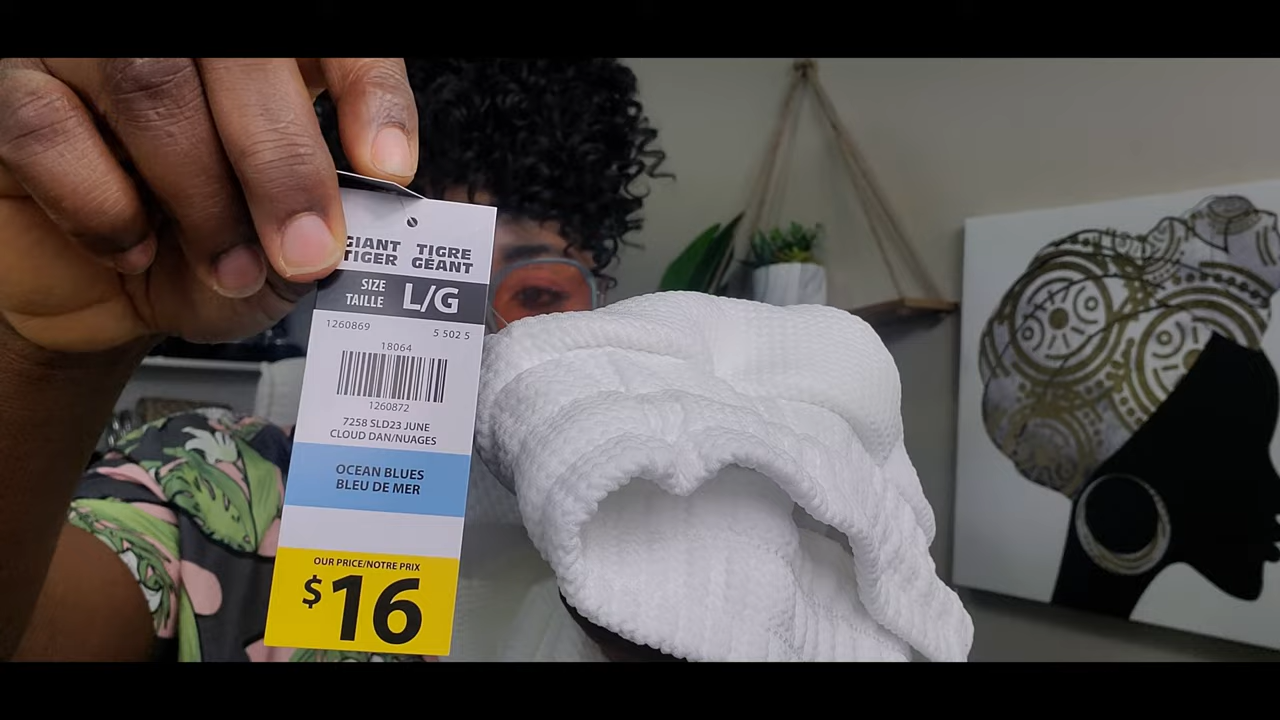 GIANT TIGRE
TIGER GÉANT
SIZE
TAILLE L/G
1260869 5 502 5
18064
1260872
7258 SLD23 JUNE
CLOUD DAN/NUAGES
OCEAN BLUES
BLEU DE MER
OUR PRICE/NOTRE PRIX
$16